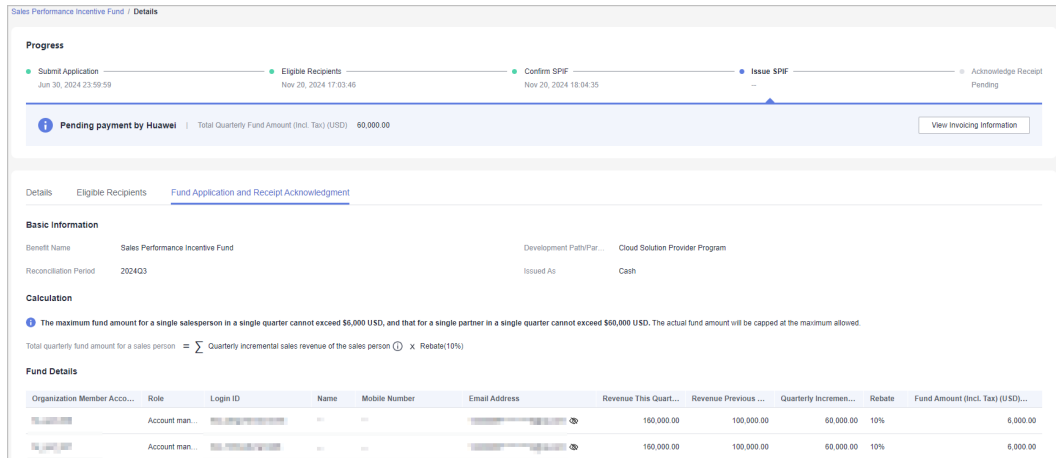 Sales Performance Incentive Fund / Details
Progress
Submit Application Eligible Recipients Confirm SPIF Issue SPIF Acknowledge Receipt
Jun 30, 2024 23:59:59 Nov 20, 2024 17:03:46 Nov 20, 2024 18:04:35 -- Pending
Pending payment by Huawei | Total Quarterly Fund Amount (Incl. Tax) (USD) 60,000.00 View Invoicing Information
Details Eligible Recipients Fund Application and Receipt Acknowledgment
Basic Information
Benefit Name Sales Performance Incentive Fund Development Path/Par... Cloud Solution Provider Program
Reconciliation Period 2024Q3 Issued As Cash
Calculation
The maximum fund amount for a single salesperson in a single quarter cannot exceed $6,000 USD, and that for a single partner in a single quarter cannot exceed $60,000 USD. The actual fund amount will be capped at the maximum allowed.
Total quarterly fund amount for a sales person = ∑ Quarterly incremental sales revenue of the sales person x Rebate(10%)
Fund Details
Organization Member Acco... Role Login ID Name Mobile Number Email Address Revenue This Quart... Revenue Previous ... Quarterly Incremen... Rebate Fund Amount (Incl. Tax) (USD)...
Account man... 160,000.00 100,000.00 60,000.00 10% 6,000.00
Account man... 160,000.00 100,000.00 60,000.00 10% 6,000.00